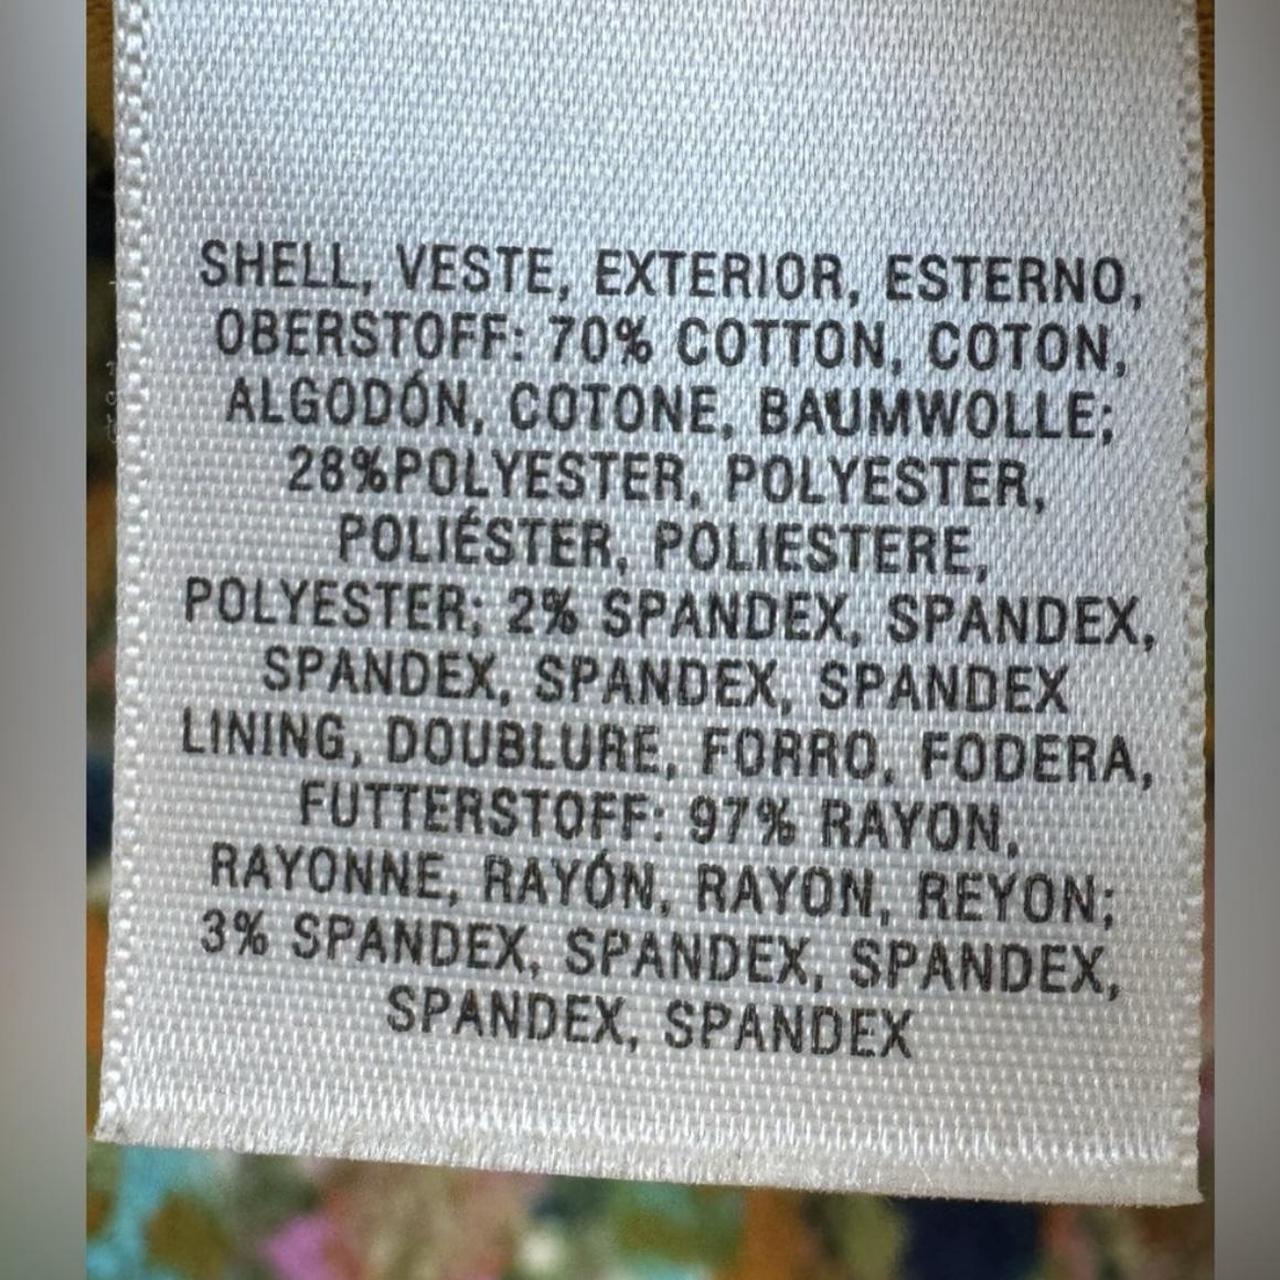 SHELL, VESTE, EXTERIOR, ESTERNO,
OBERSTOFF: 70% COTTON, COTON,
ALGODÓN, COTONE, BAUMWOLLE;
28%POLYESTER, POLYESTER,
POLIÉSTER, POLIESTERE,
POLYESTER; 2% SPANDEX, SPANDEX,
SPANDEX, SPANDEX, SPANDEX
LINING, DOUBLURE, FORRO, FODERA,
FUTTERSTOFF: 97% RAYON,
RAYONNE, RAYÓN, RAYON, REYON;
3% SPANDEX, SPANDEX, SPANDEX,
SPANDEX, SPANDEX